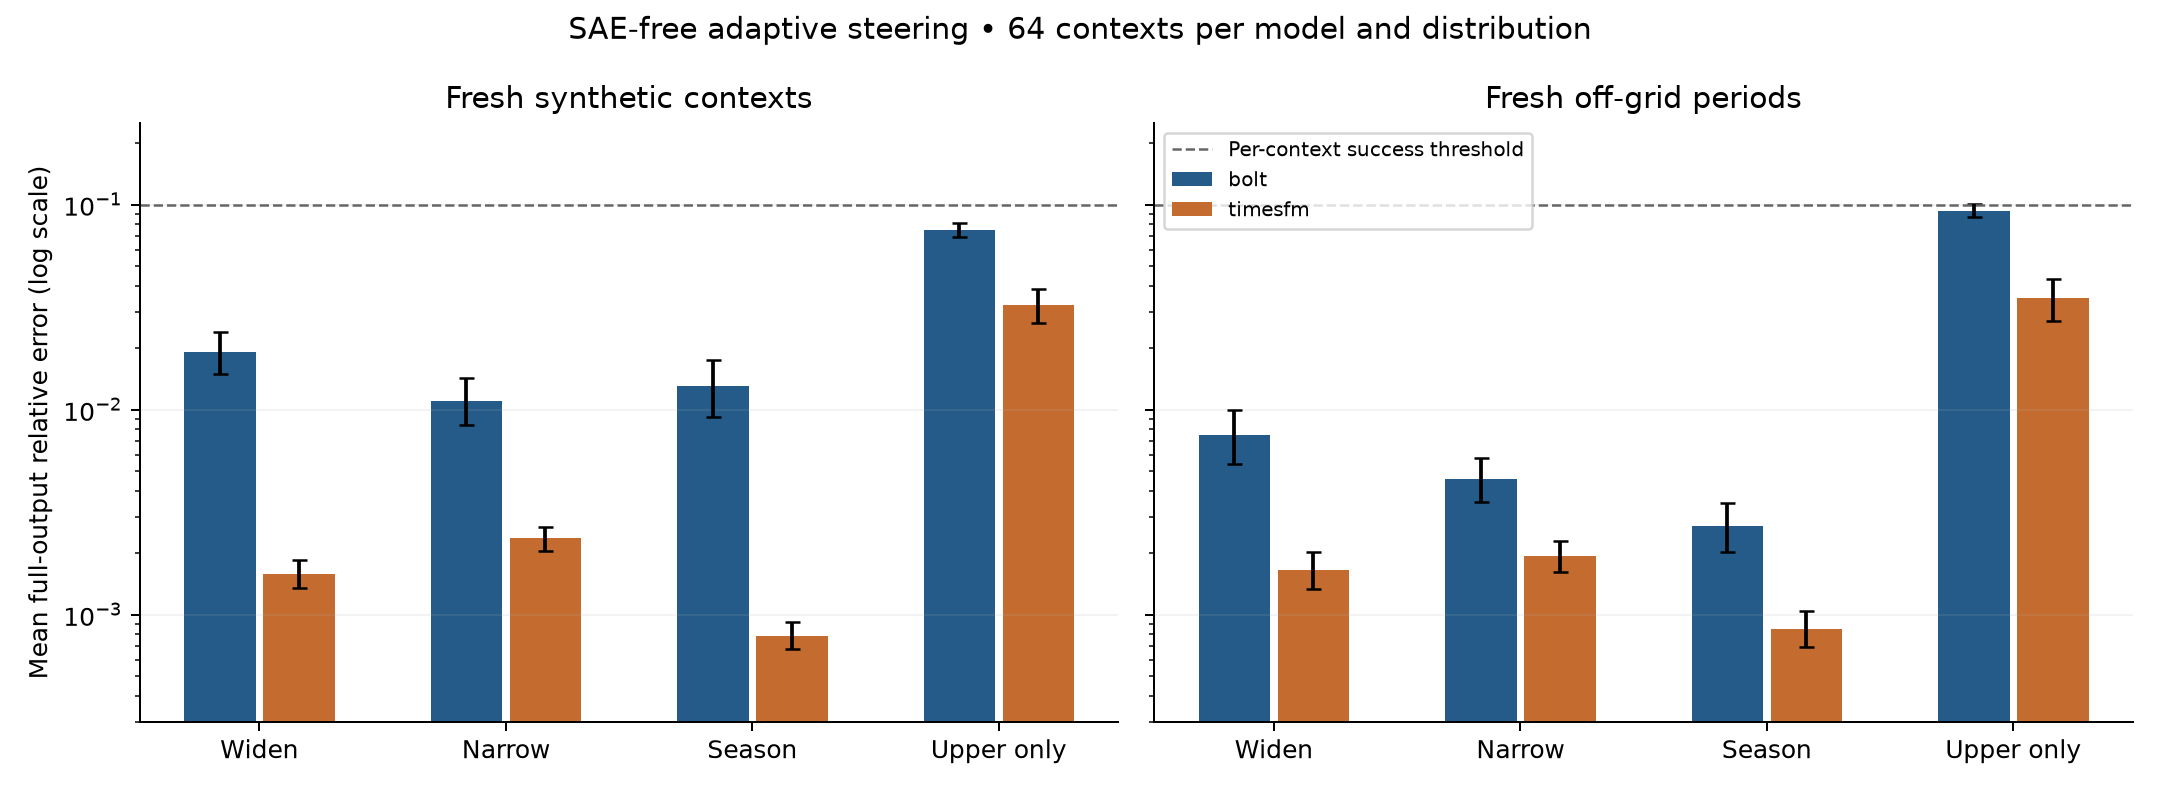 SAE-free adaptive steering • 64 contexts per model and distribution
Fresh synthetic contexts
Mean full-output relative error (log scale)
10⁻¹
10⁻²
10⁻³
Widen
Narrow
Season
Upper only
Fresh off-grid periods
Per-context success threshold
bolt
timesfm
Widen
Narrow
Season
Upper only